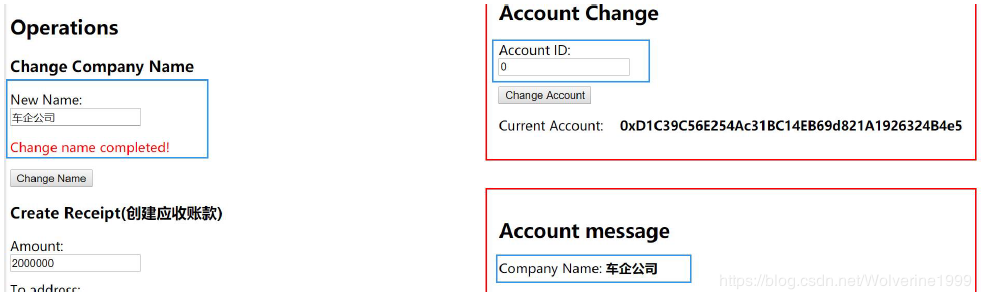 Operations
Change Company Name
New Name:
车企公司
Change name completed!
Change Name
Create Receipt(创建应收账款)
Amount:
2000000
To address:
Account Change
Account ID:
0
Change Account
Current Account: 0xD1C39C56E254Ac31BC14EB69d821A1926324B4e5
Account message
Company Name: 车企公司
https://blog.csdn.net/Wolverine1999